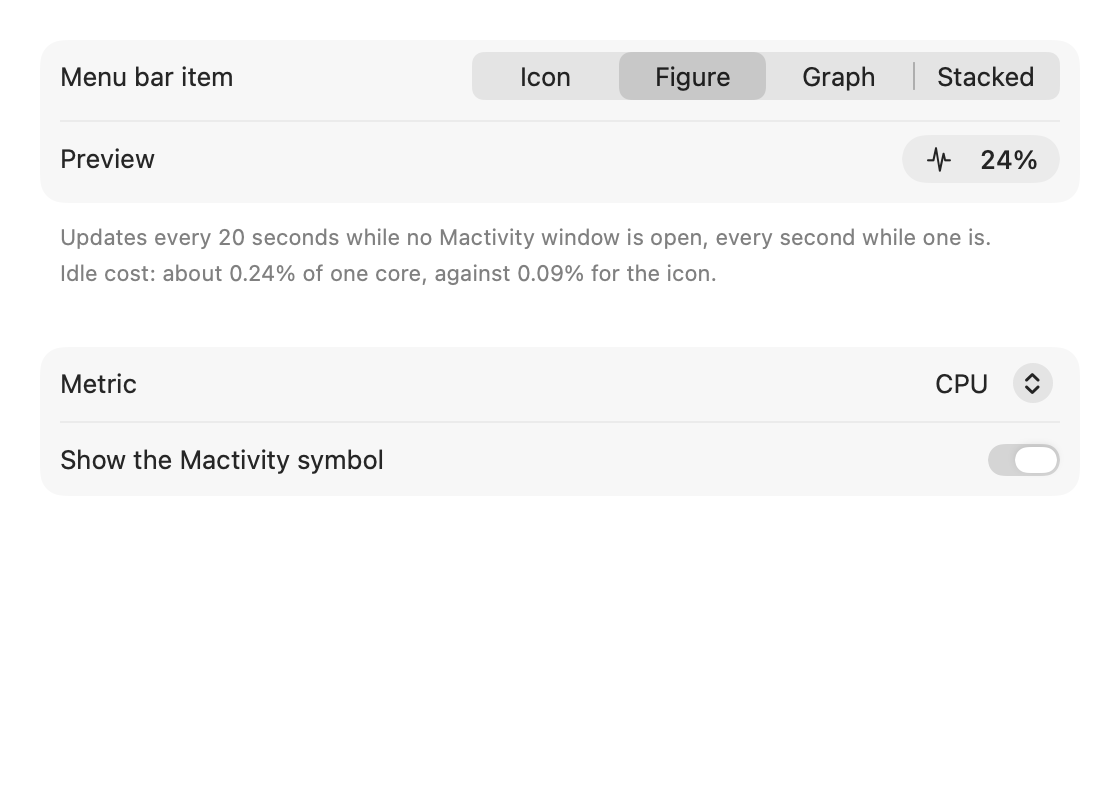 Menu bar item
Icon Figure Graph Stacked
Preview
24%
Updates every 20 seconds while no Mactivity window is open, every second while one is.
Idle cost: about 0.24% of one core, against 0.09% for the icon.
Metric
CPU
Show the Mactivity symbol